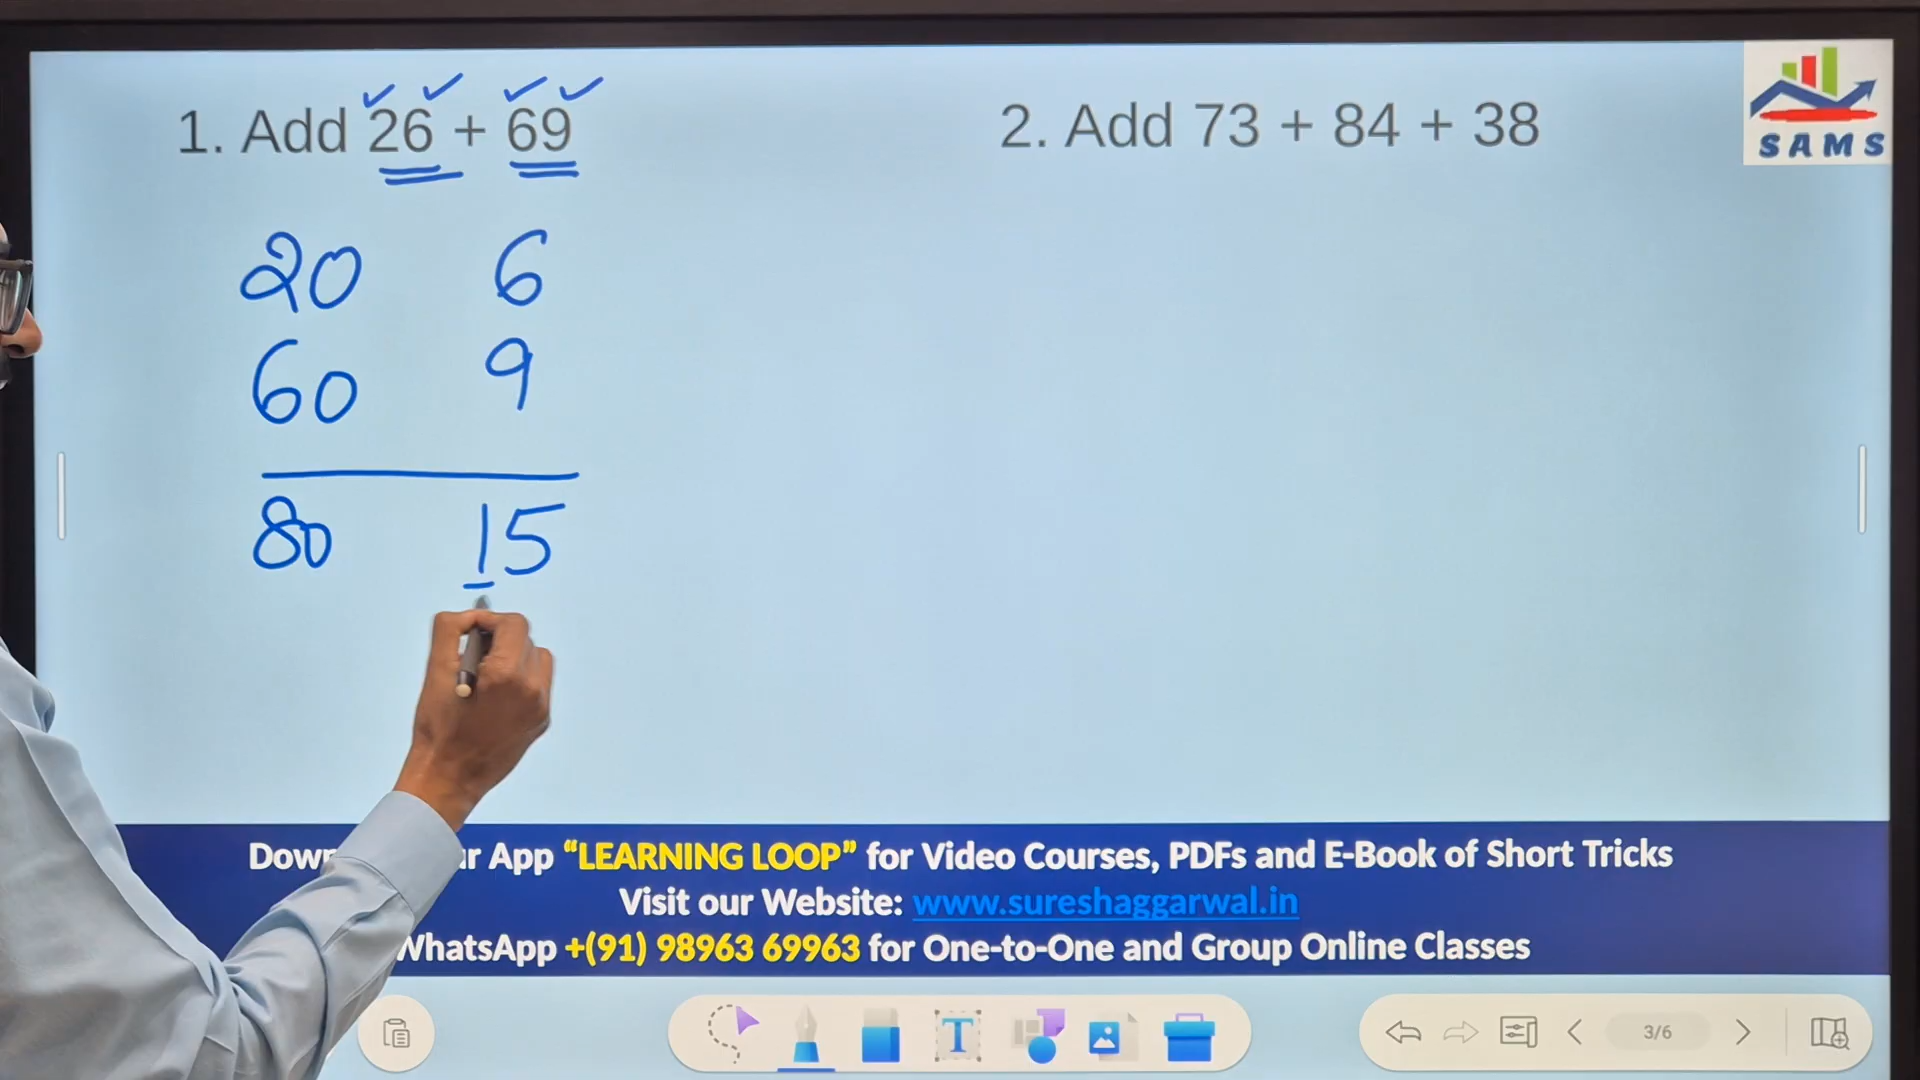 1. Add 26 + 69
20 6
60 9
80 15
2. Add 73 + 84 + 38
SAMS
App “LEARNING LOOP” for Video Courses, PDFs and E-Book of Short Tricks
Visit our Website: www.sureshaggarwal.in
WhatsApp +(91) 98963 69963 for One-to-One and Group Online Classes
T
3/6